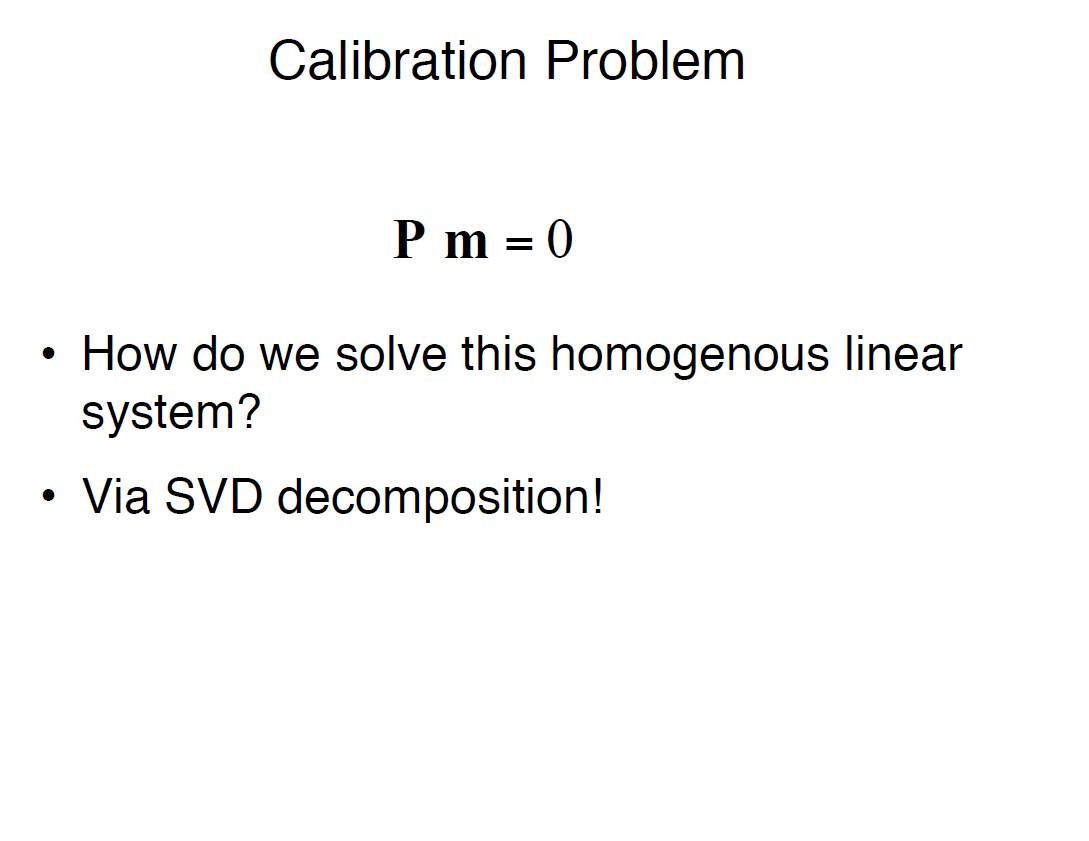 Calibration Problem
P m = 0
• How do we solve this homogenous linear
system?
• Via SVD decomposition!